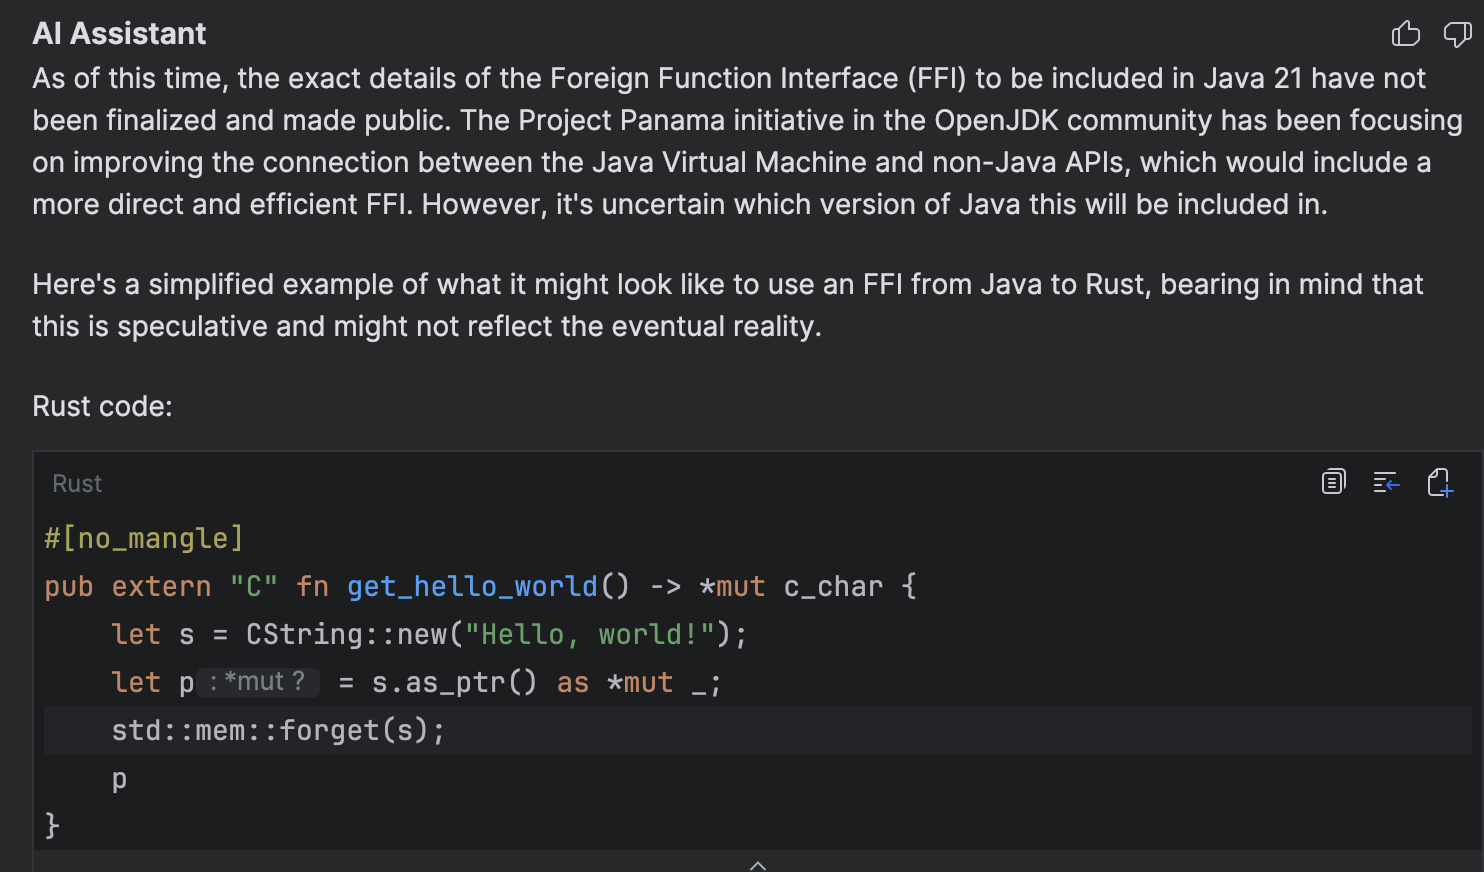 AI Assistant
As of this time, the exact details of the Foreign Function Interface (FFI) to be included in Java 21 have not
been finalized and made public. The Project Panama initiative in the OpenJDK community has been focusing
on improving the connection between the Java Virtual Machine and non-Java APIs, which would include a
more direct and efficient FFI. However, it's uncertain which version of Java this will be included in.
Here's a simplified example of what it might look like to use an FFI from Java to Rust, bearing in mind that
this is speculative and might not reflect the eventual reality.
Rust code:
Rust
#[no_mangle]
pub extern "C" fn get_hello_world() -> *mut c_char {
    let s = CString::new("Hello, world!");
    let p : *mut ? = s.as_ptr() as *mut _;
    std::mem::forget(s);
    p
}